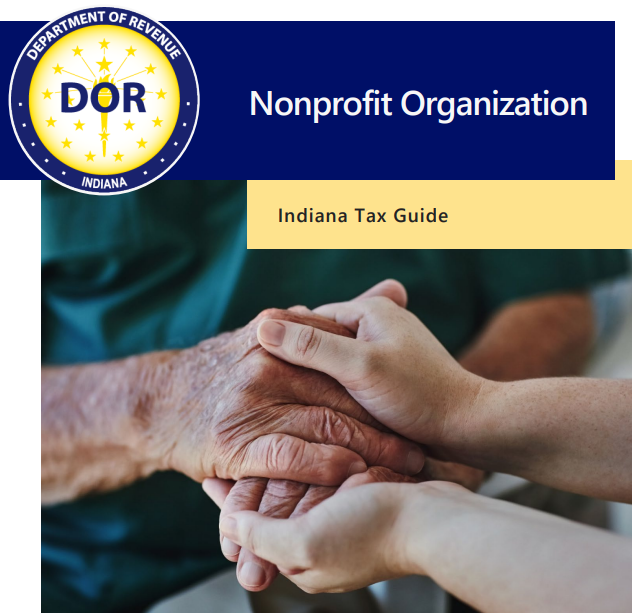 DEPARTMENT OF REVENUE
DOR
INDIANA
Nonprofit Organization
Indiana Tax Guide